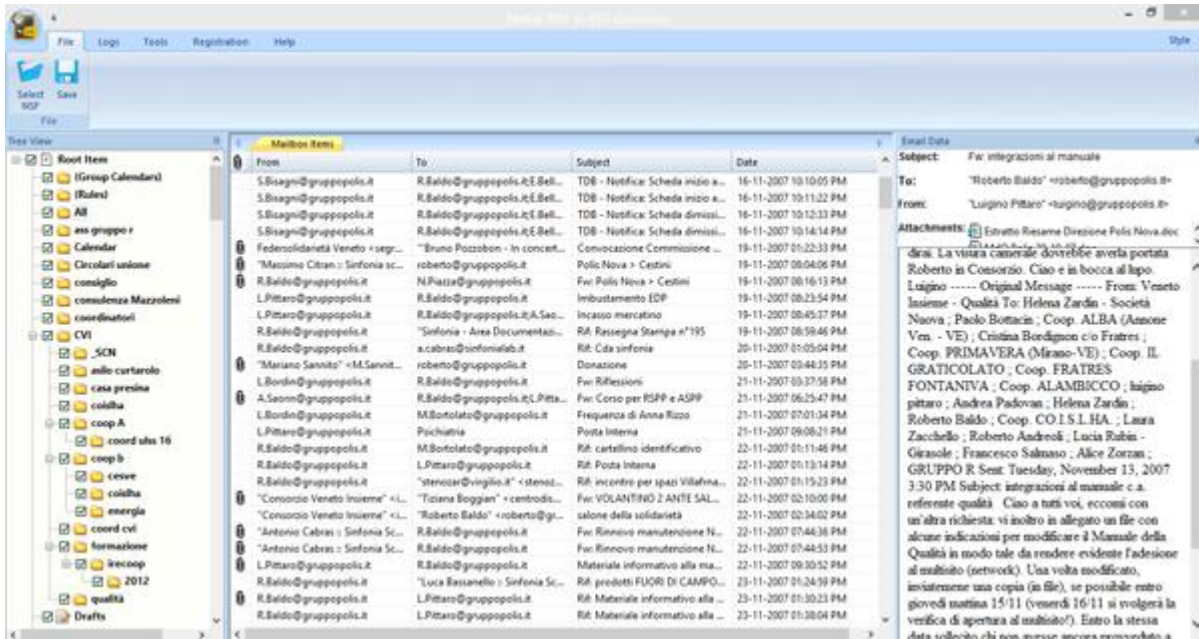 File Logs Tools Registration Help Style
Select NSF
Save
File
Tree View
Root Item
(Group Calendars)
(Rules)
All
ass gruppo r
Calendar
Circolari unione
consiglio
consulenza Mazzoleni
coordinatori
CVI
_SCN
asilo curtarolo
casa presina
coislha
coop A
coord ulss 16
coop b
cesve
coislha
energia
coord cvi
formazione
irecoop
2012
qualità
Drafts
Mailbox Items
From To Subject Date
S.Bisagni@gruppopolis.it R.Baldo@gruppopolis.it;E.Bell... TDB - Notifica: Scheda inizio a... 16-11-2007 10:10:05 PM
S.Bisagni@gruppopolis.it R.Baldo@gruppopolis.it;E.Bell... TDB - Notifica: Scheda inizio a... 16-11-2007 10:11:22 PM
S.Bisagni@gruppopolis.it R.Baldo@gruppopolis.it;E.Bell... TDB - Notifica: Scheda dimissi... 16-11-2007 10:12:33 PM
S.Bisagni@gruppopolis.it R.Baldo@gruppopolis.it;E.Bell... TDB - Notifica: Scheda dimissi... 16-11-2007 10:14:14 PM
Federsolidarietà Veneto <segr... "'Bruno Pozzobon - In concert... Convocazione Commissione ... 19-11-2007 01:22:33 PM
"Massimo Citran :: Sinfonia sc... roberto@gruppopolis.it Polis Nova > Cestini 19-11-2007 08:04:06 PM
R.Baldo@gruppopolis.it N.Piazza@gruppopolis.it Fw: Polis Nova > Cestini 19-11-2007 08:16:13 PM
L.Pittaro@gruppopolis.it R.Baldo@gruppopolis.it Imbustamento EDP 19-11-2007 08:23:54 PM
L.Pittaro@gruppopolis.it R.Baldo@gruppopolis.it;A.Sao... Incasso mercatino 19-11-2007 08:45:37 PM
R.Baldo@gruppopolis.it "Sinfonia - Area Documentazi... Rif: Rassegna Stampa n°195 19-11-2007 08:59:46 PM
R.Baldo@gruppopolis.it a.cabras@sinfonialab.it Rif: Cda sinfonia 20-11-2007 01:05:04 PM
"Mariano Sannito" <M.Sannit... roberto@gruppopolis.it Donazione 20-11-2007 03:44:35 PM
L.Bordin@gruppopolis.it R.Baldo@gruppopolis.it Fw: Riflessioni 21-11-2007 03:37:58 PM
A.Saorin@gruppopolis.it R.Baldo@gruppopolis.it;L.Pitta... Fw: Corso per RSPP e ASPP 21-11-2007 06:25:47 PM
L.Bordin@gruppopolis.it M.Bortolato@gruppopolis.it Frequenza di Anna Rizzo 21-11-2007 07:01:34 PM
L.Pittaro@gruppopolis.it Psichiatria Posta Interna 21-11-2007 09:08:21 PM
R.Baldo@gruppopolis.it M.Bortolato@gruppopolis.it Rif: cartellino identificativo 22-11-2007 01:11:46 PM
R.Baldo@gruppopolis.it L.Pittaro@gruppopolis.it Rif: Posta Interna 22-11-2007 01:13:14 PM
R.Baldo@gruppopolis.it "stenozar@virgilio.it" <stenoz... Rif: incontro per spazi Villafrna... 22-11-2007 01:15:23 PM
"Consorzio Veneto Insieme" <i... "Tiziana Boggian" <centrodis... Fw: VOLANTINO 2 ANTE SAL... 22-11-2007 02:10:00 PM
"Consorzio Veneto Insieme" <i... "Roberto Baldo" <roberto@gr... salone della solidarietà 22-11-2007 02:34:02 PM
"Antonio Cabras :: Sinfonia Sc... R.Baldo@gruppopolis.it Fw: Rinnovo manutenzione N... 22-11-2007 07:44:36 PM
"Antonio Cabras :: Sinfonia Sc... R.Baldo@gruppopolis.it Fw: Rinnovo manutenzione N... 22-11-2007 07:44:53 PM
R.Baldo@gruppopolis.it L.Pittaro@gruppopolis.it Materiale informativo alla ma... 22-11-2007 09:30:52 PM
R.Baldo@gruppopolis.it "Luca Bassanello :: Sinfonia Sc... Rif: prodotti FUORI DI CAMPO... 23-11-2007 01:24:59 PM
R.Baldo@gruppopolis.it L.Pittaro@gruppopolis.it Rif: Materiale informativo alla ... 23-11-2007 01:30:23 PM
R.Baldo@gruppopolis.it L.Pittaro@gruppopolis.it Rif: Materiale informativo alla ... 23-11-2007 01:38:04 PM
Email Data
Subject: Fw: integrazioni al manuale
To: "Roberto Baldo" <roberto@gruppopolis.it>
From: "Luigino Pittaro" <luigino@gruppopolis.it>
Attachments: Estratto Riesame Direzione Polis Nova.doc
dirai. La visura camerale dovrebbe averla portata
Roberto in Consorzio. Ciao e in bocca al lupo.
Luigino ----- Original Message ----- From: Veneto
Insieme - Qualità To: Helena Zardin - Società
Nuova ; Paolo Bottacin ; Coop. ALBA (Annone
Ven. - VE) ; Cristina Bordignon c/o Fratres ;
Coop. PRIMAVERA (Mirano-VE) ; Coop. IL
GRATICOLATO ; Coop. FRATRES
FONTANIVA ; Coop. ALAMBICCO ; luigino
pittaro ; Andrea Padovan ; Helena Zardin ;
Roberto Baldo ; Coop. CO.I.S.L.HA. ; Laura
Zacchello ; Roberto Andreoli ; Lucia Rubin -
Girasole ; Francesco Salmaso ; Alice Zorzan ;
GRUPPO R Sent: Tuesday, November 13, 2007
3:30 PM Subject: integrazioni al manuale c.a.
referente qualità Ciao a tutti voi, eccomi con
un'altra richiesta: vi inoltro in allegato un file con
alcune indicazioni per modificare il Manuale della
Qualità in modo tale da rendere evidente l'adesione
al multisito (network). Una volta modificato,
inviatemene una copia (in file), se possibile entro
giovedì mattina 15/11 (venerdì 16/11 si svolgerà la
verifica di apertura al multisito!). Entro la stessa
data sollecito chi non avesse ancora provveduto a